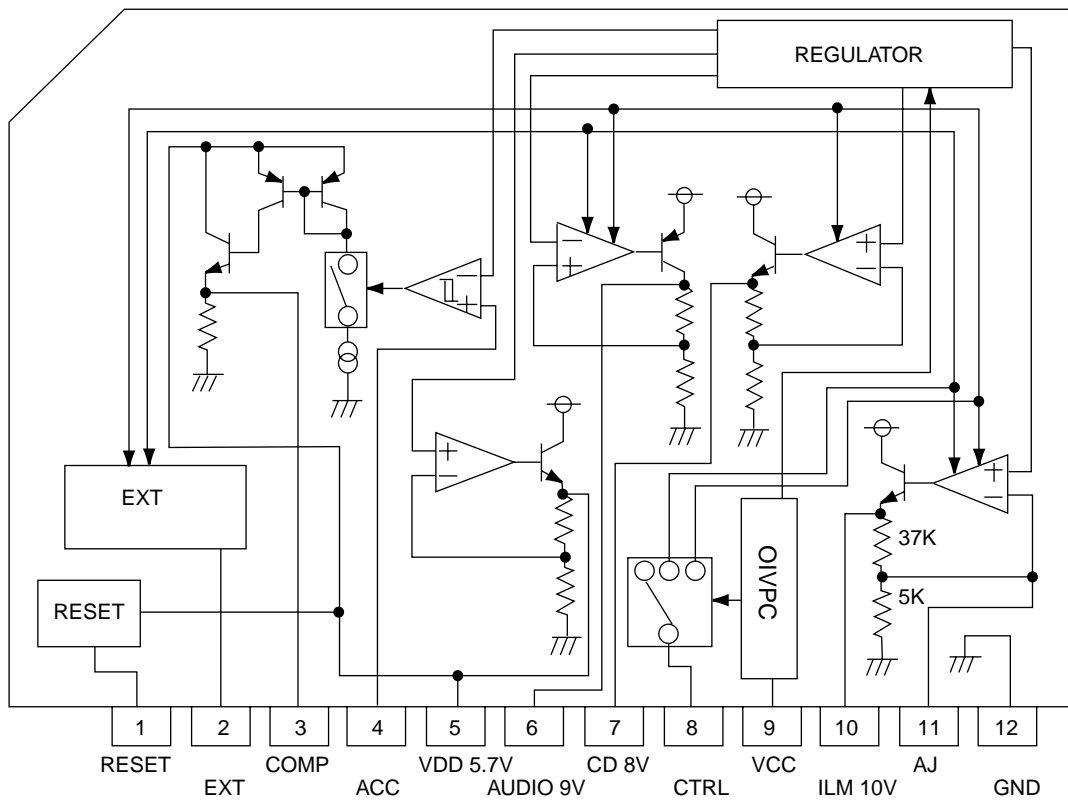 REGULATOR
−
+
+
−
−
+
+
−
+
−
EXT
37K
OIVPC
5K
RESET
1 2 3 4 5 6 7 8 9 10 11 12
RESET COMP VDD 5.7V CD 8V VCC AJ
EXT ACC AUDIO 9V CTRL ILM 10V GND